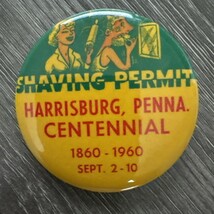 SHAVING PERMIT
HARRISBURG, PENNA.
CENTENNIAL
1860 - 1960
SEPT. 2-10